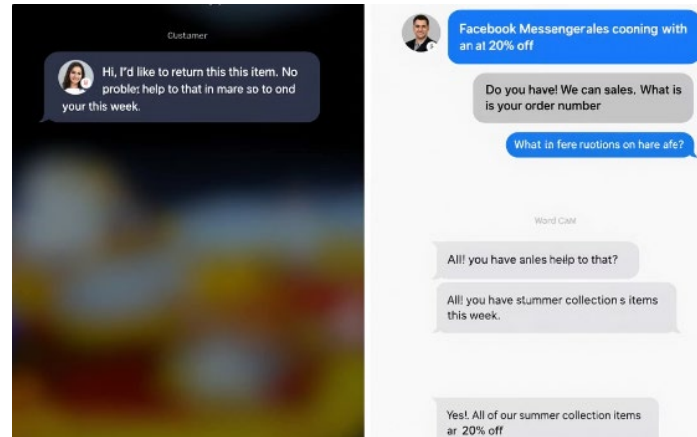 Custamer
Hi, I'd like to return this this item. No
proble: help to that in mare so to ond
your this week.
Facebook Messengerales cooning with
an at 20% off
Do you have! We can sales. What is
is your order number
What in fere ruotions on hare afe?
Word CaM
All! you have anles heilp to that?
All! you have stummer collection s items
this week.
Yes!. All of our summer collection items
ar 20% off